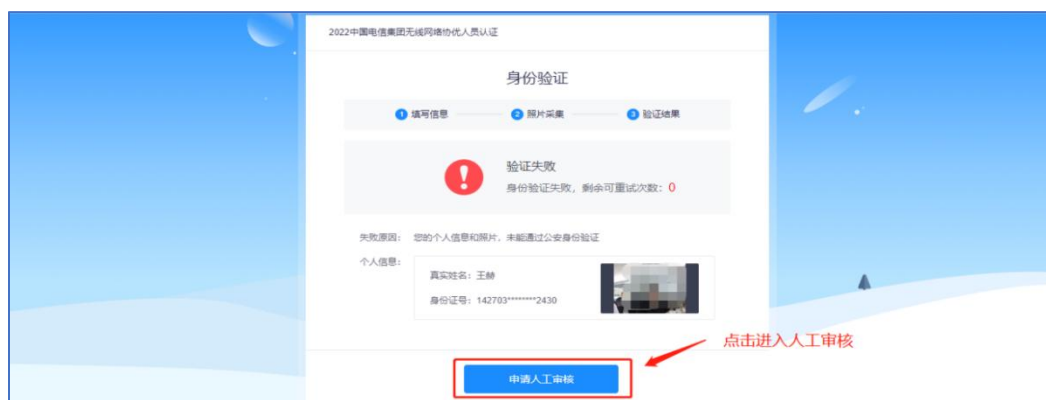 2022中国电信集团无线网络协优人员认证
身份验证
1 填写信息 2 照片采集 3 验证结果
验证失败
身份验证失败，剩余可重试次数：0
失败原因： 您的个人信息和照片，未能通过公安身份验证
个人信息：
真实姓名：王赫
身份证号：142703********2430
点击进入人工审核
申请人工审核